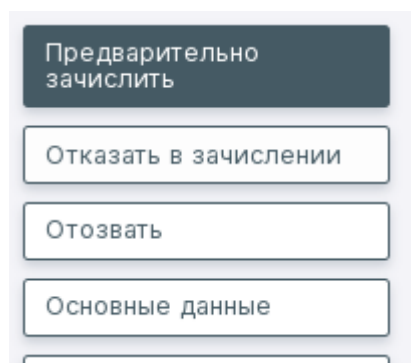 Предварительно
зачислить
Отказать в зачислении
Отозвать
Основные данные